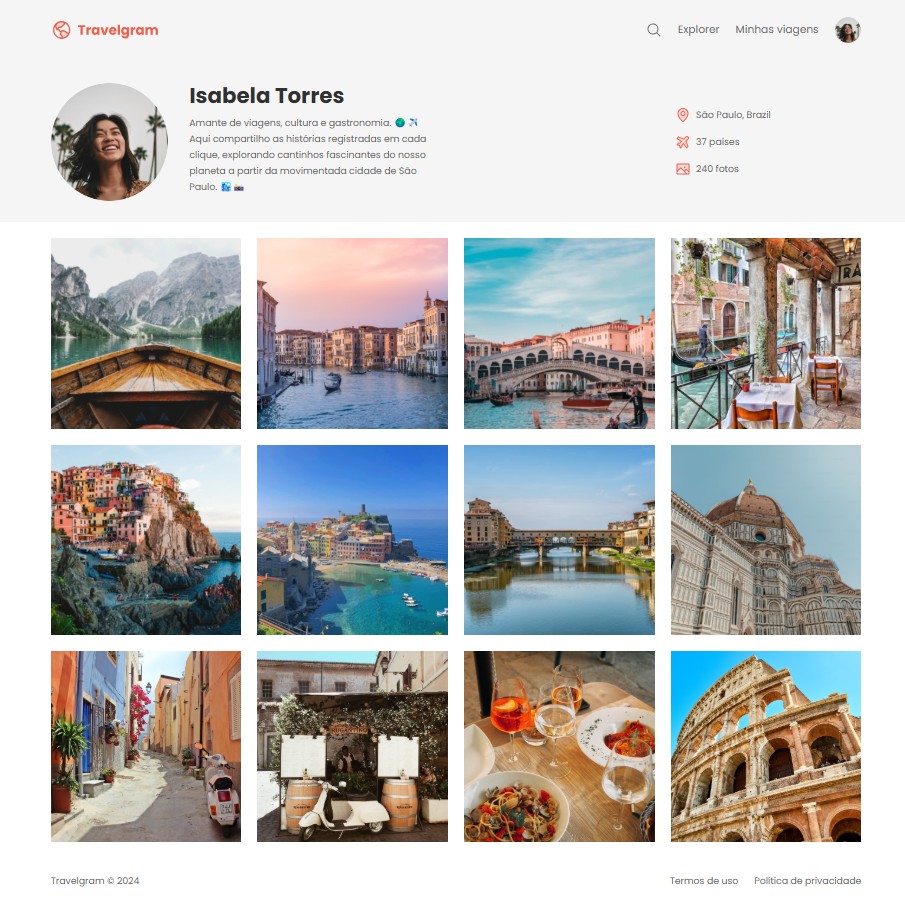 Travelgram
Explorer
Minhas viagens
Isabela Torres
Amante de viagens, cultura e gastronomia. 🌍 ✈️
Aqui compartilho as histórias registradas em cada
clique, explorando cantinhos fascinantes do nosso
planeta a partir da movimentada cidade de São
Paulo. 🏞️ 📸
São Paulo, Brazil
37 países
240 fotos
TRA
Travelgram © 2024
Termos de uso
Política de privacidade